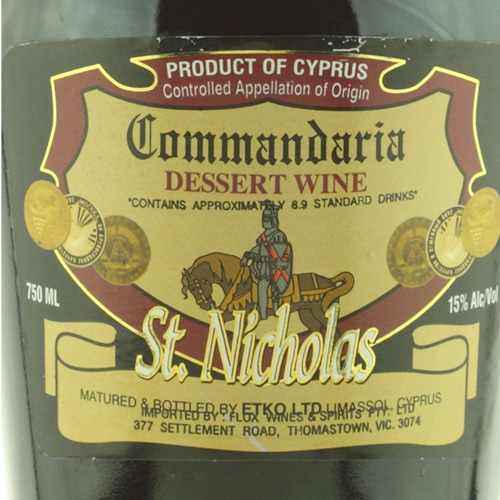 PRODUCT OF CYPRUS
Controlled Appellation of Origin
Commandaria
DESSERT WINE
"CONTAINS APPROXIMATELY 8.9 STANDARD DRINKS"
750 ML
15% Alc/Vol
St. Nicholas
MATURED & BOTTLED BY ETKO LTD LIMASSOL, CYPRUS
IMPORTED BY: FLOX WINES & SPIRITS PTY. LTD
377 SETTLEMENT ROAD, THOMASTOWN, VIC. 3074